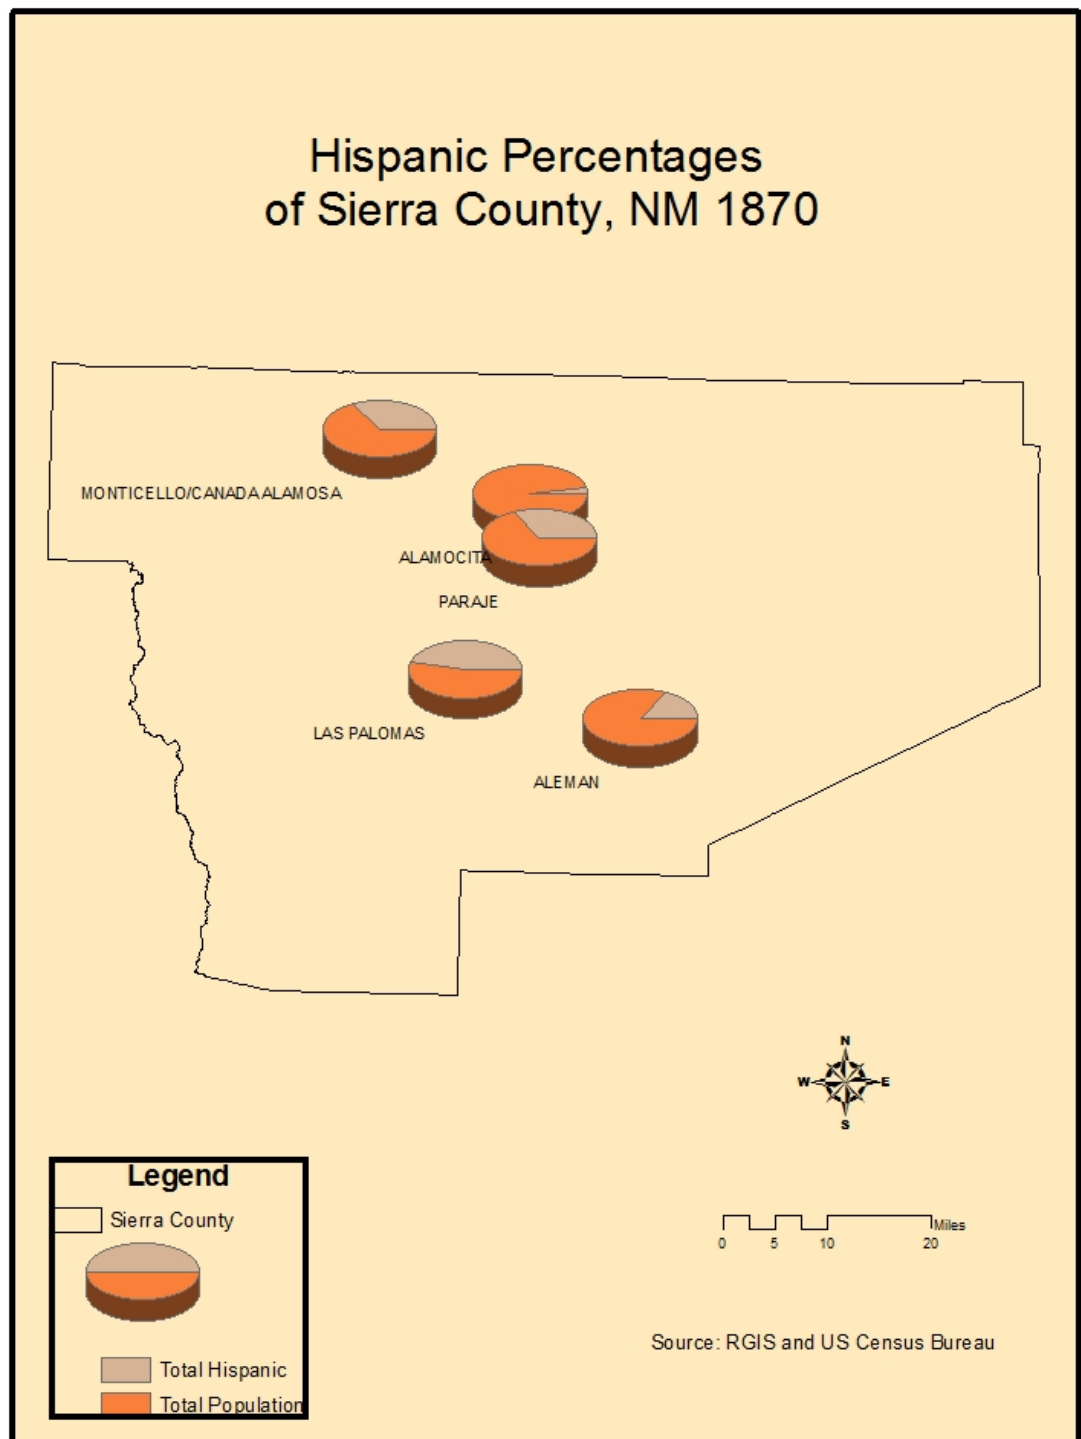 Hispanic Percentages
of Sierra County, NM 1870
MONTICELLO/CANADA ALAMOSA
ALAMOCITA
PARAJE
LAS PALOMAS
ALEMAN
N
W E
S
Legend
Sierra County
Total Hispanic
Total Population
Miles
0 5 10 20
Source: RGIS and US Census Bureau